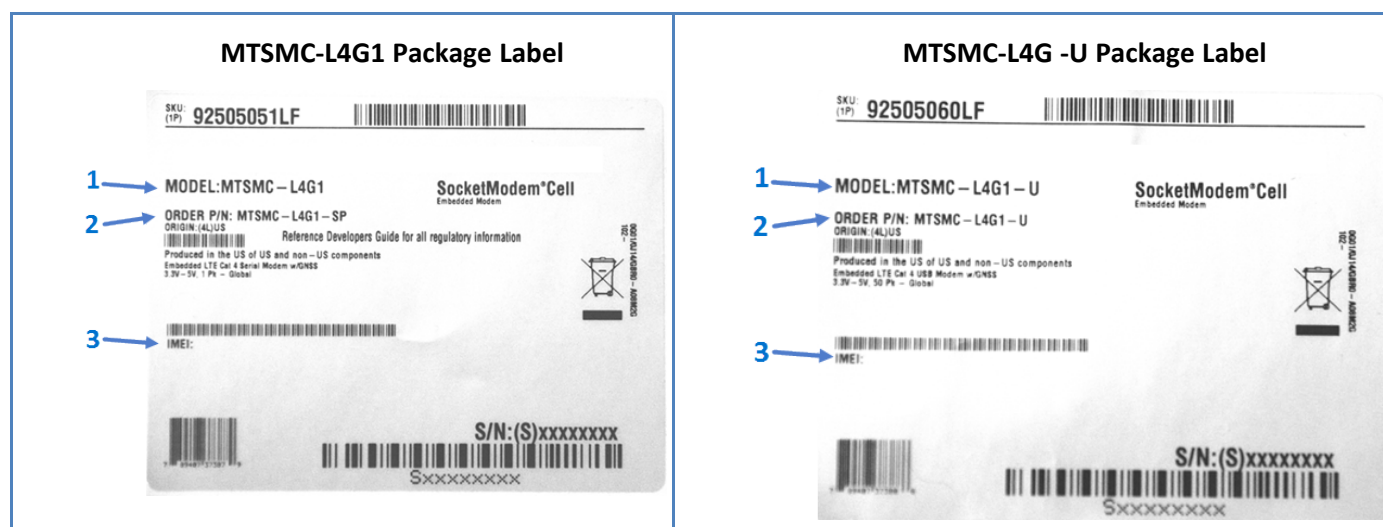 MTSMC-L4G1 Package Label
SKU:
(1P) 92505051LF
1
MODEL:MTSMC-L4G1
SocketModem®Cell
Embedded Modem
2
ORDER P/N: MTSMC-L4G1-SP
ORIGIN:(4L)US
Reference Developers Guide for all regulatory information
Produced in the US of US and non-US components
Embedded LTE Cat 4 Serial Modem w/GNSS
3.3V-5V, 1 Pk - Global
3
IMEI:
S/N:(S)xxxxxxxx
Sxxxxxxxxx
MTSMC-L4G -U Package Label
SKU:
(1P) 92505060LF
1
MODEL:MTSMC-L4G1-U
SocketModem®Cell
Embedded Modem
2
ORDER P/N: MTSMC-L4G1-U
ORIGIN:(4L)US
Produced in the US of US and non-US components
Embedded LTE Cat 4 USB Modem w/GNSS
3.3V-5V, 50 Pk - Global
3
IMEI:
S/N:(S)xxxxxxxx
Sxxxxxxxxx